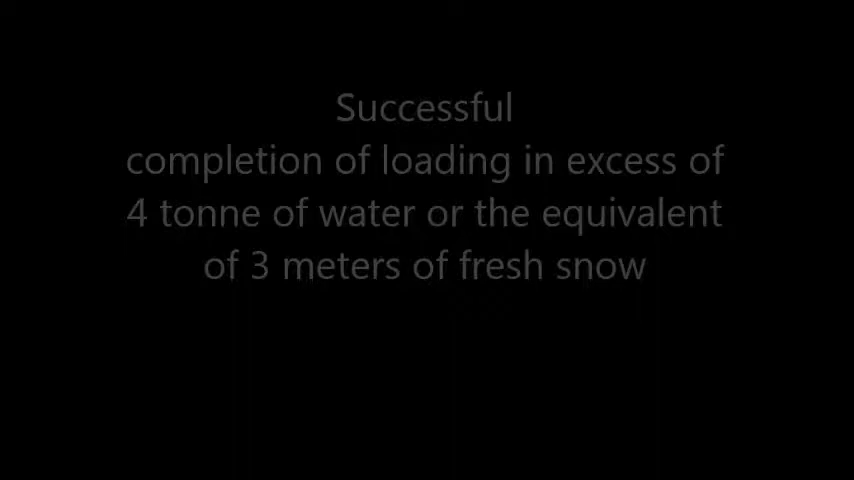 Successful
completion of loading in excess of
4 tonne of water or the equivalent
of 3 meters of fresh snow